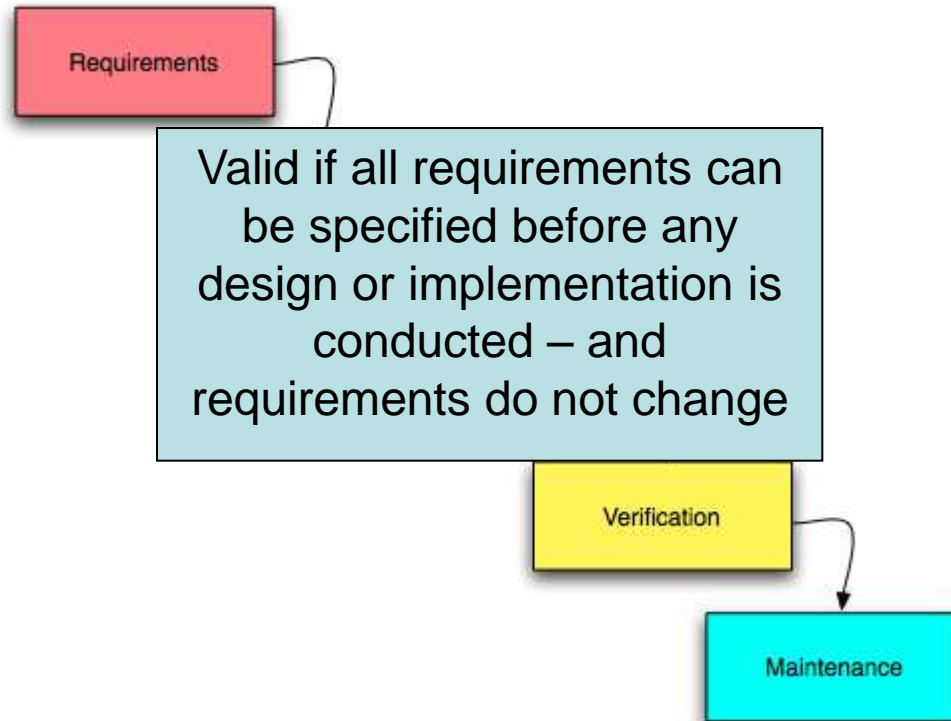 Requirements
Valid if all requirements can
be specified before any
design or implementation is
conducted – and
requirements do not change
Verification
Maintenance